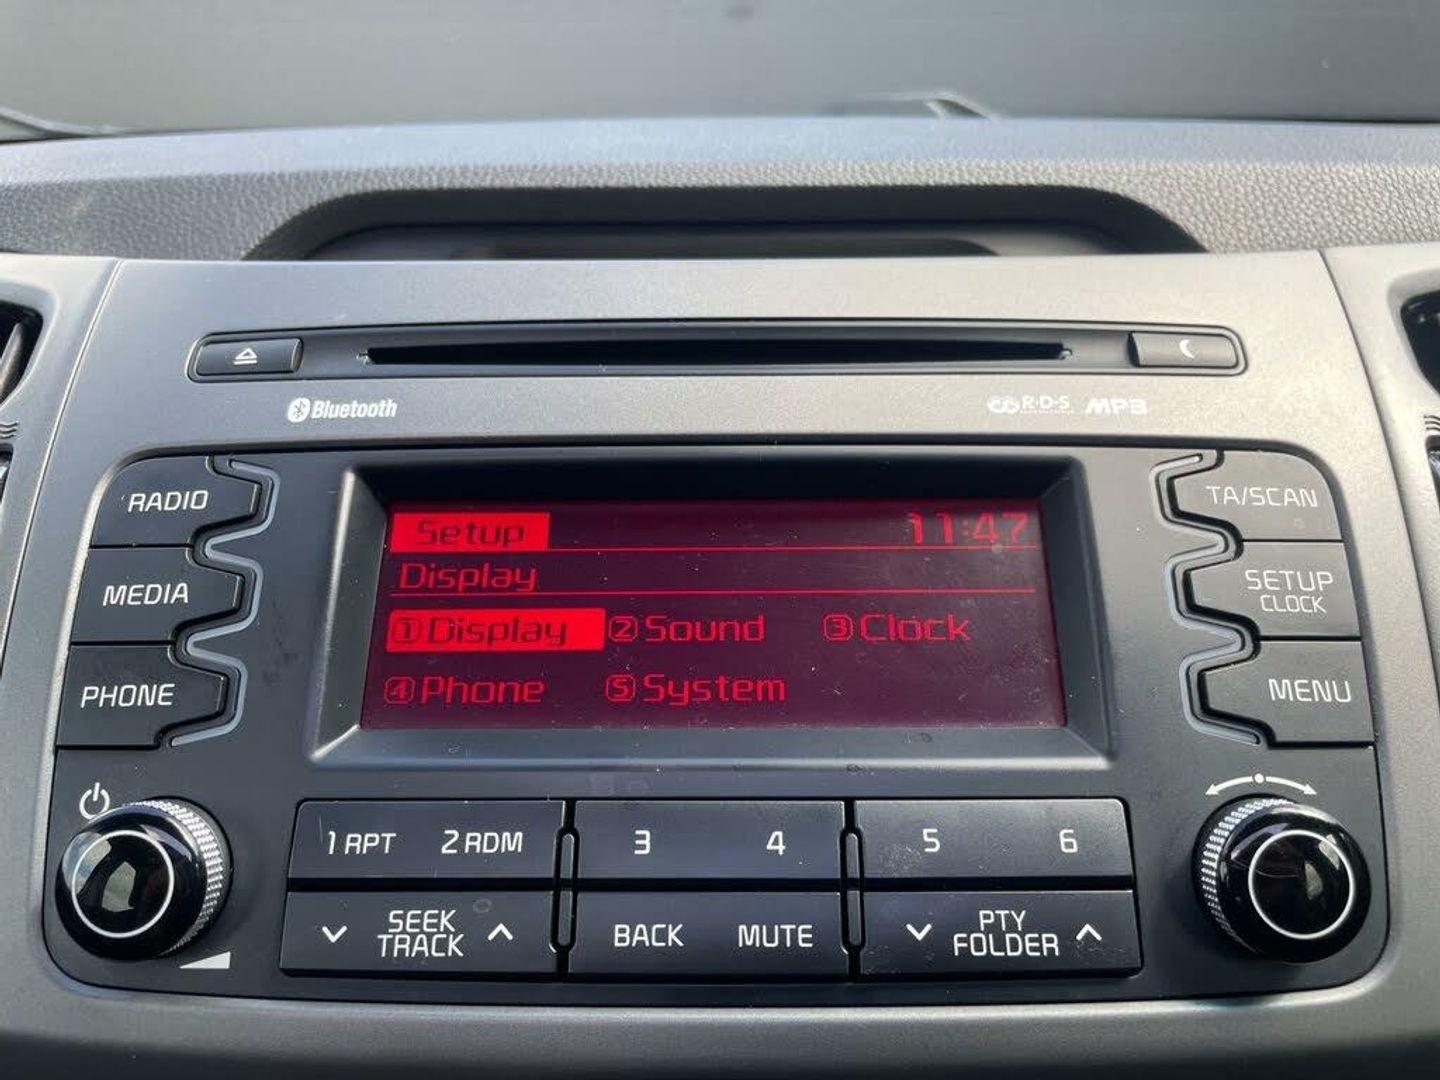 Bluetooth
R·D·S MP3
RADIO
TA/SCAN
Setup 11:47
Display
MEDIA
SETUP
CLOCK
①Display ②Sound ③Clock
④Phone ⑤System
PHONE
MENU
1 RPT 2 RDM 3 4 5 6
SEEK
TRACK
BACK MUTE
PTY
FOLDER